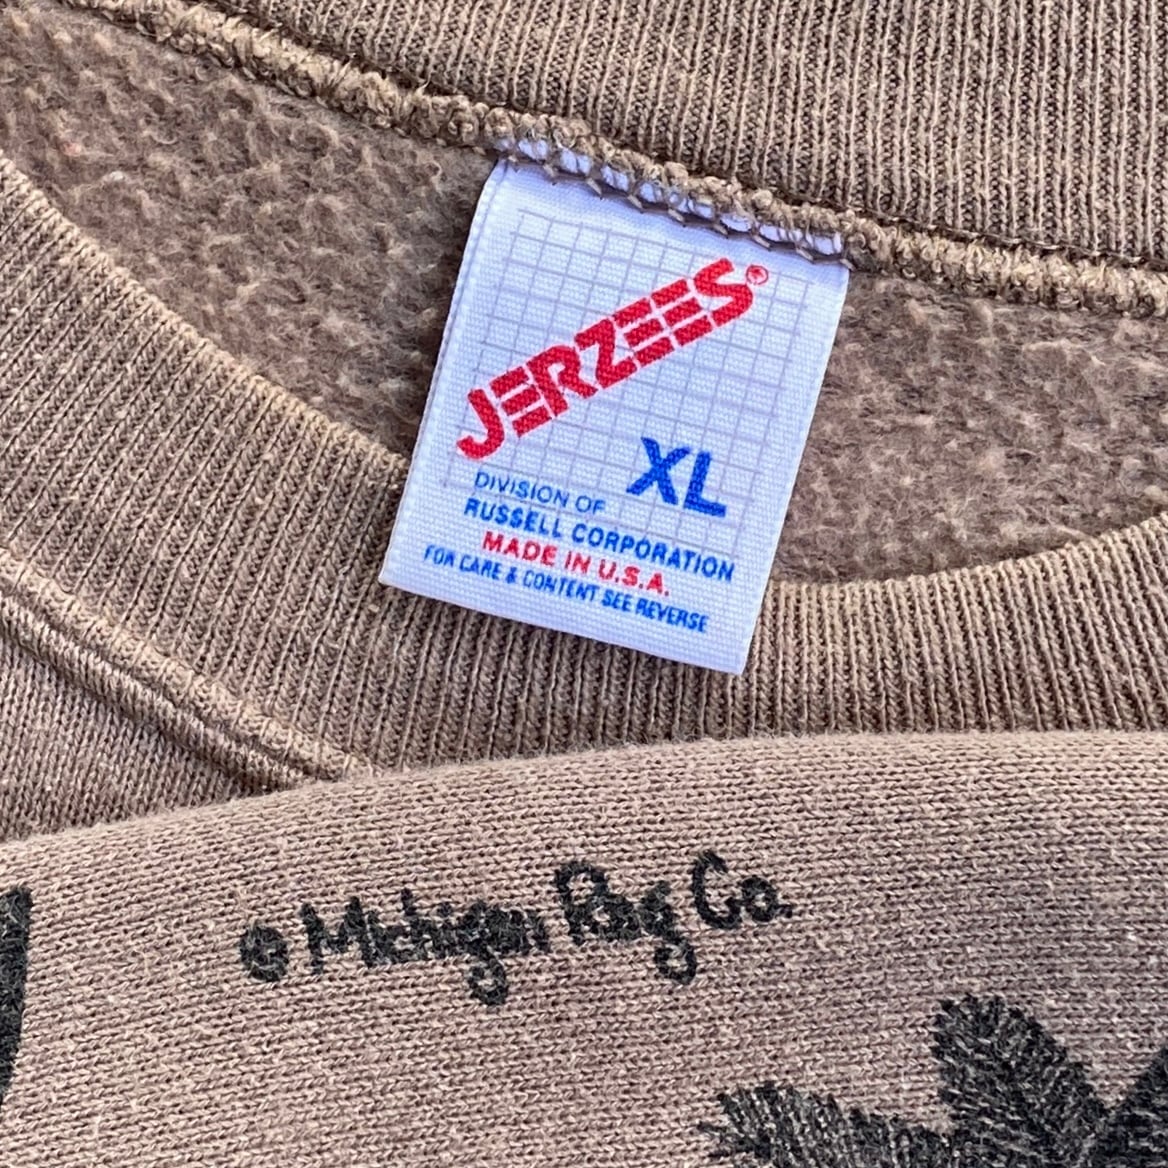 JERZEES®
XL
DIVISION OF
RUSSELL CORPORATION
MADE IN U.S.A.
FOR CARE & CONTENT SEE REVERSE
© Michigan Rag Co.